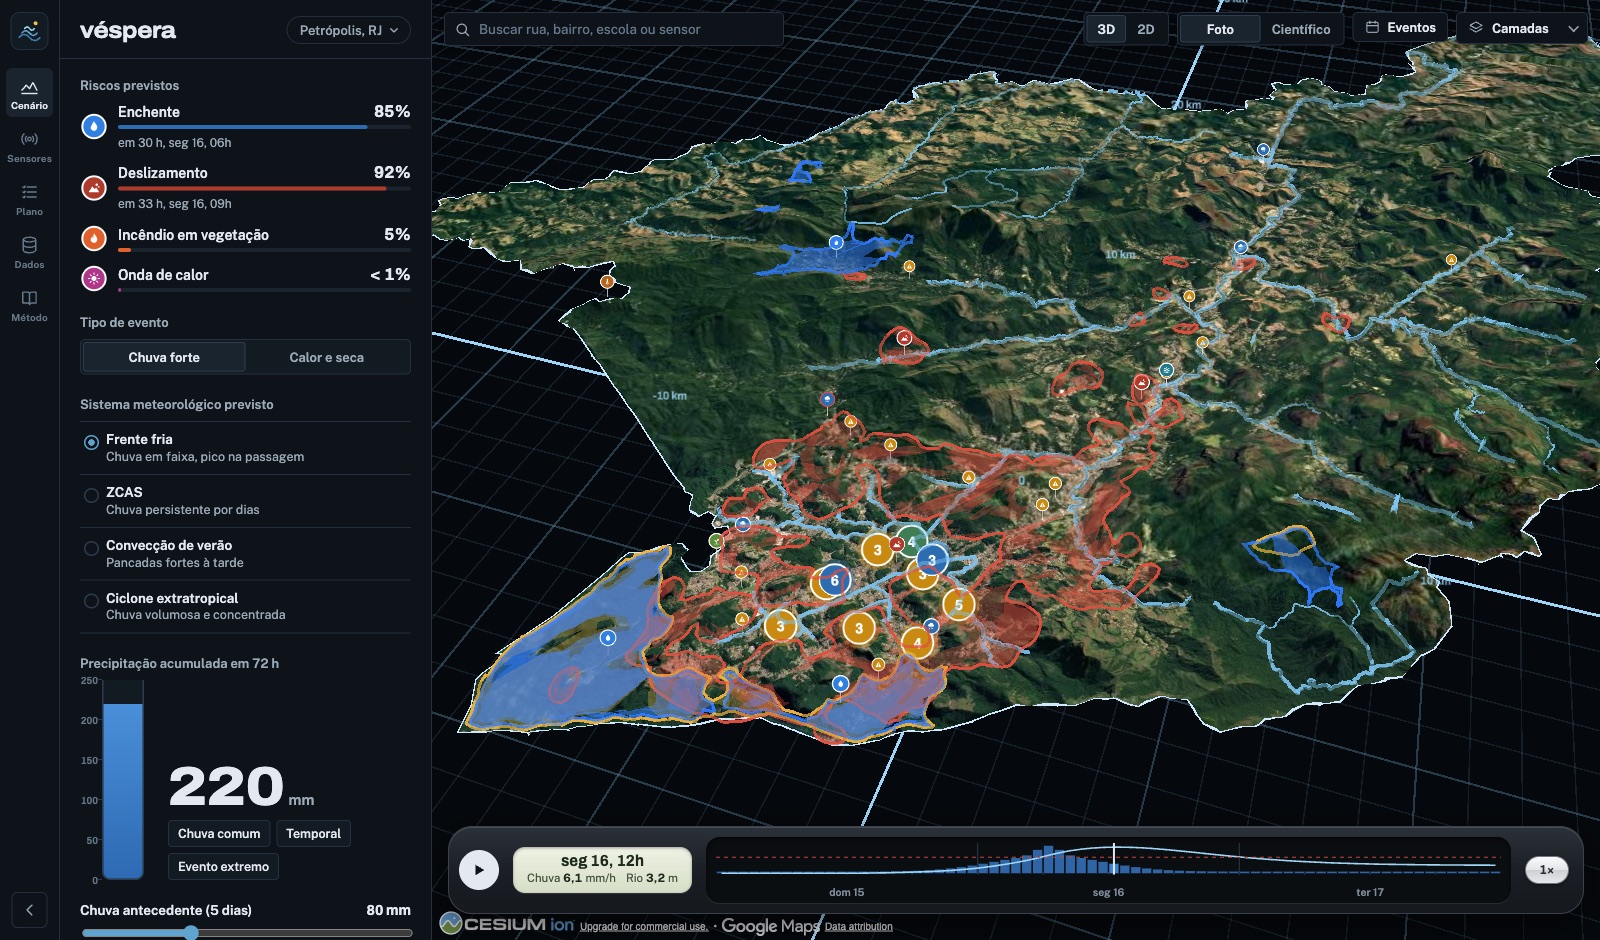 véspera
Petrópolis, RJ
Buscar rua, bairro, escola ou sensor
3D
2D
Foto
Científico
Eventos
Camadas
Cenário
Sensores
Plano
Dados
Método
Riscos previstos
Enchente
85%
em 30 h, seg 16, 06h
Deslizamento
92%
em 33 h, seg 16, 09h
Incêndio em vegetação
5%
Onda de calor
< 1%
Tipo de evento
Chuva forte
Calor e seca
Sistema meteorológico previsto
Frente fria
Chuva em faixa, pico na passagem
ZCAS
Chuva persistente por dias
Convecção de verão
Pancadas fortes à tarde
Ciclone extratropical
Chuva volumosa e concentrada
Precipitação acumulada em 72 h
250
200
150
100
50
0
220 mm
Chuva comum
Temporal
Evento extremo
Chuva antecedente (5 dias)
80 mm
10 km
-10 km
0
3
4
3
3
6
5
3
3
4
seg 16, 12h
Chuva 6,1 mm/h Rio 3,2 m
dom 15
seg 16
ter 17
1×
CESIUM ion
Upgrade for commercial use.
· Google Maps
Data attribution